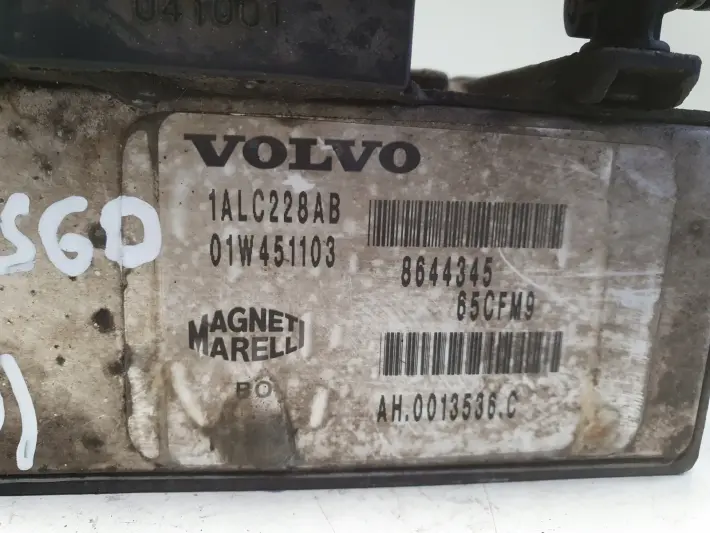 041001
VOLVO
1ALC228AB
01W451103
8644345
65CFM9
MAGNETI
MARELLI
BO
AH.0013536.C
S60